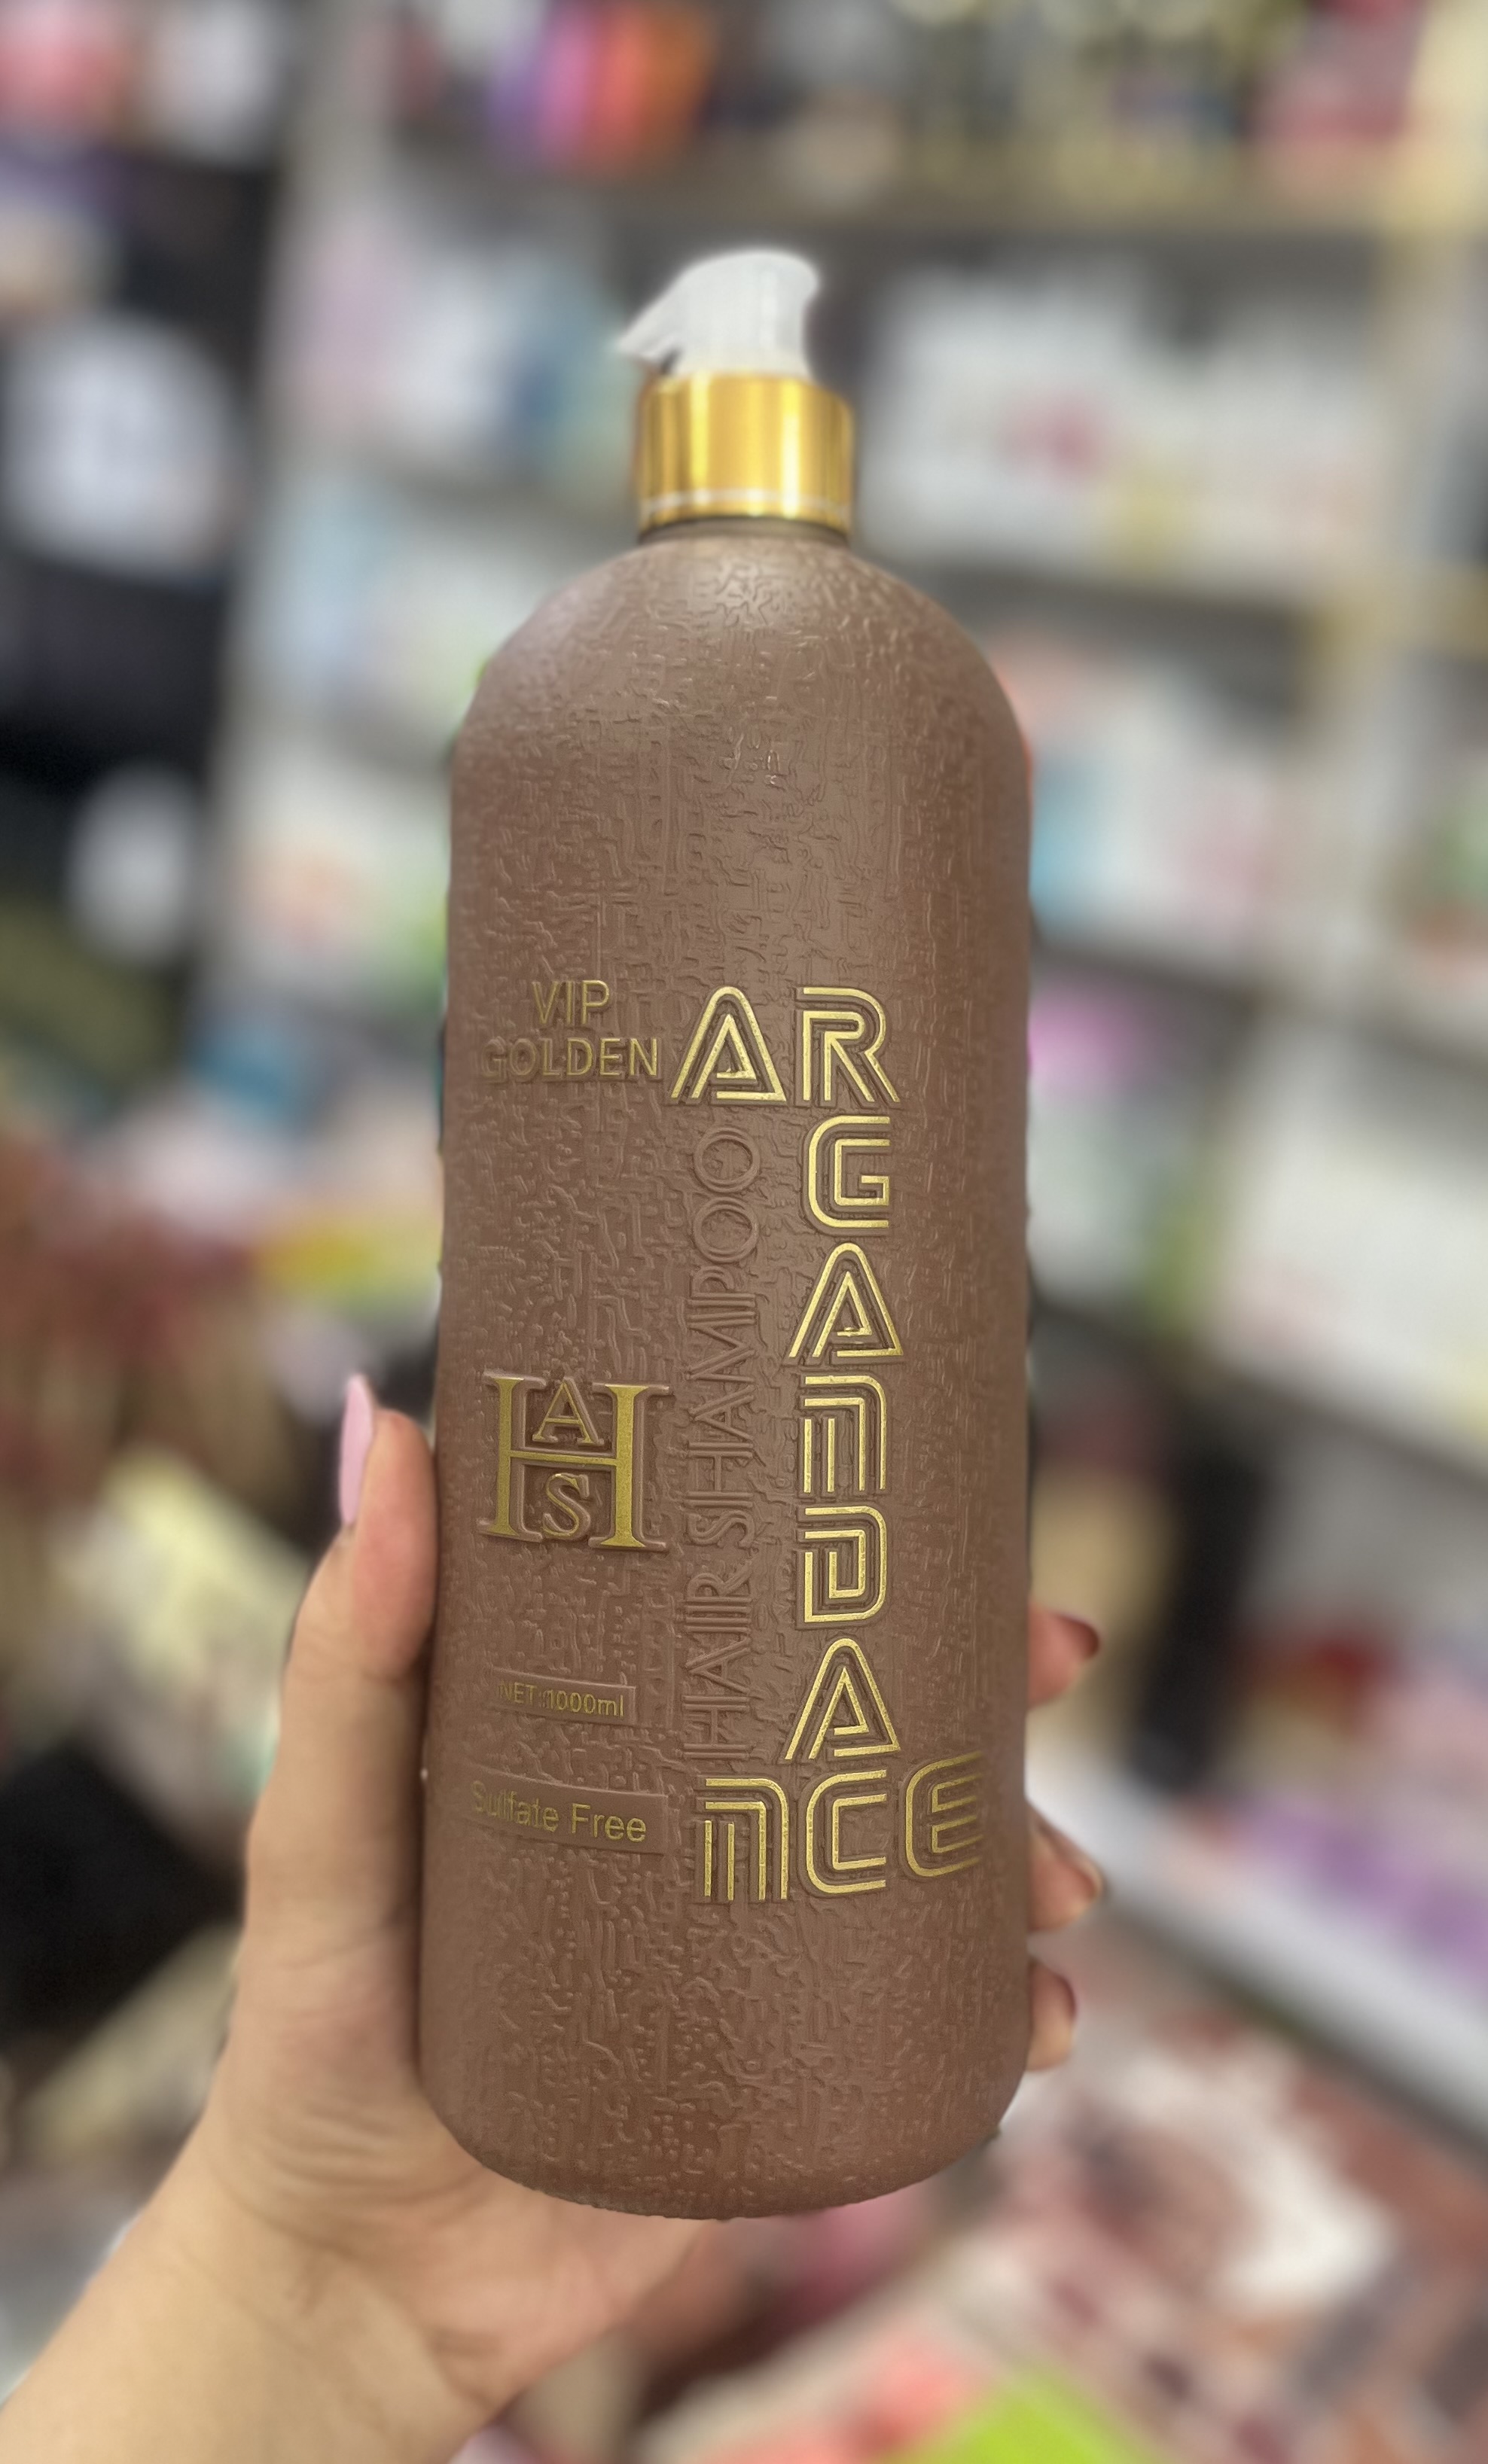 VIP
GOLDEN
ARGANDANCE
HAIR SHAMPOO
HAS
NET:1000ml
Sulfate Free